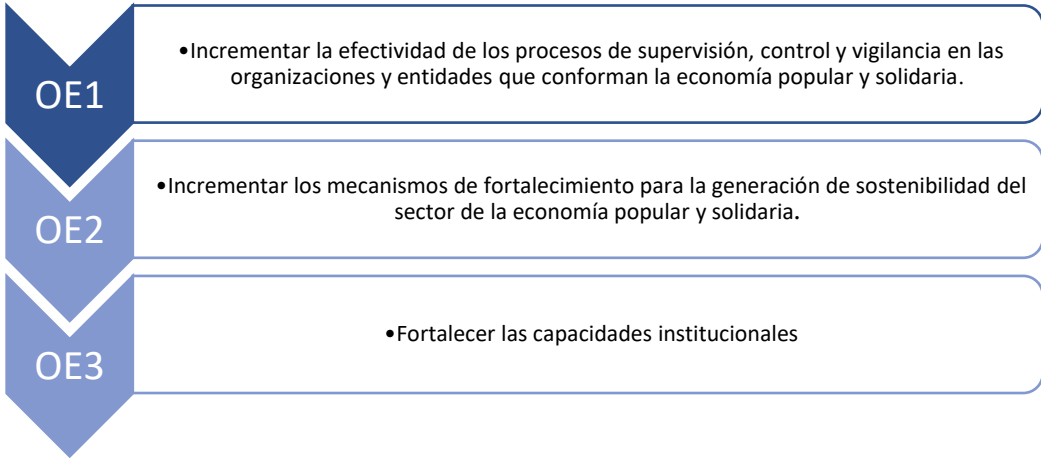 OE1
•Incrementar la efectividad de los procesos de supervisión, control y vigilancia en las
organizaciones y entidades que conforman la economía popular y solidaria.
OE2
•Incrementar los mecanismos de fortalecimiento para la generación de sostenibilidad del
sector de la economía popular y solidaria.
OE3
•Fortalecer las capacidades institucionales